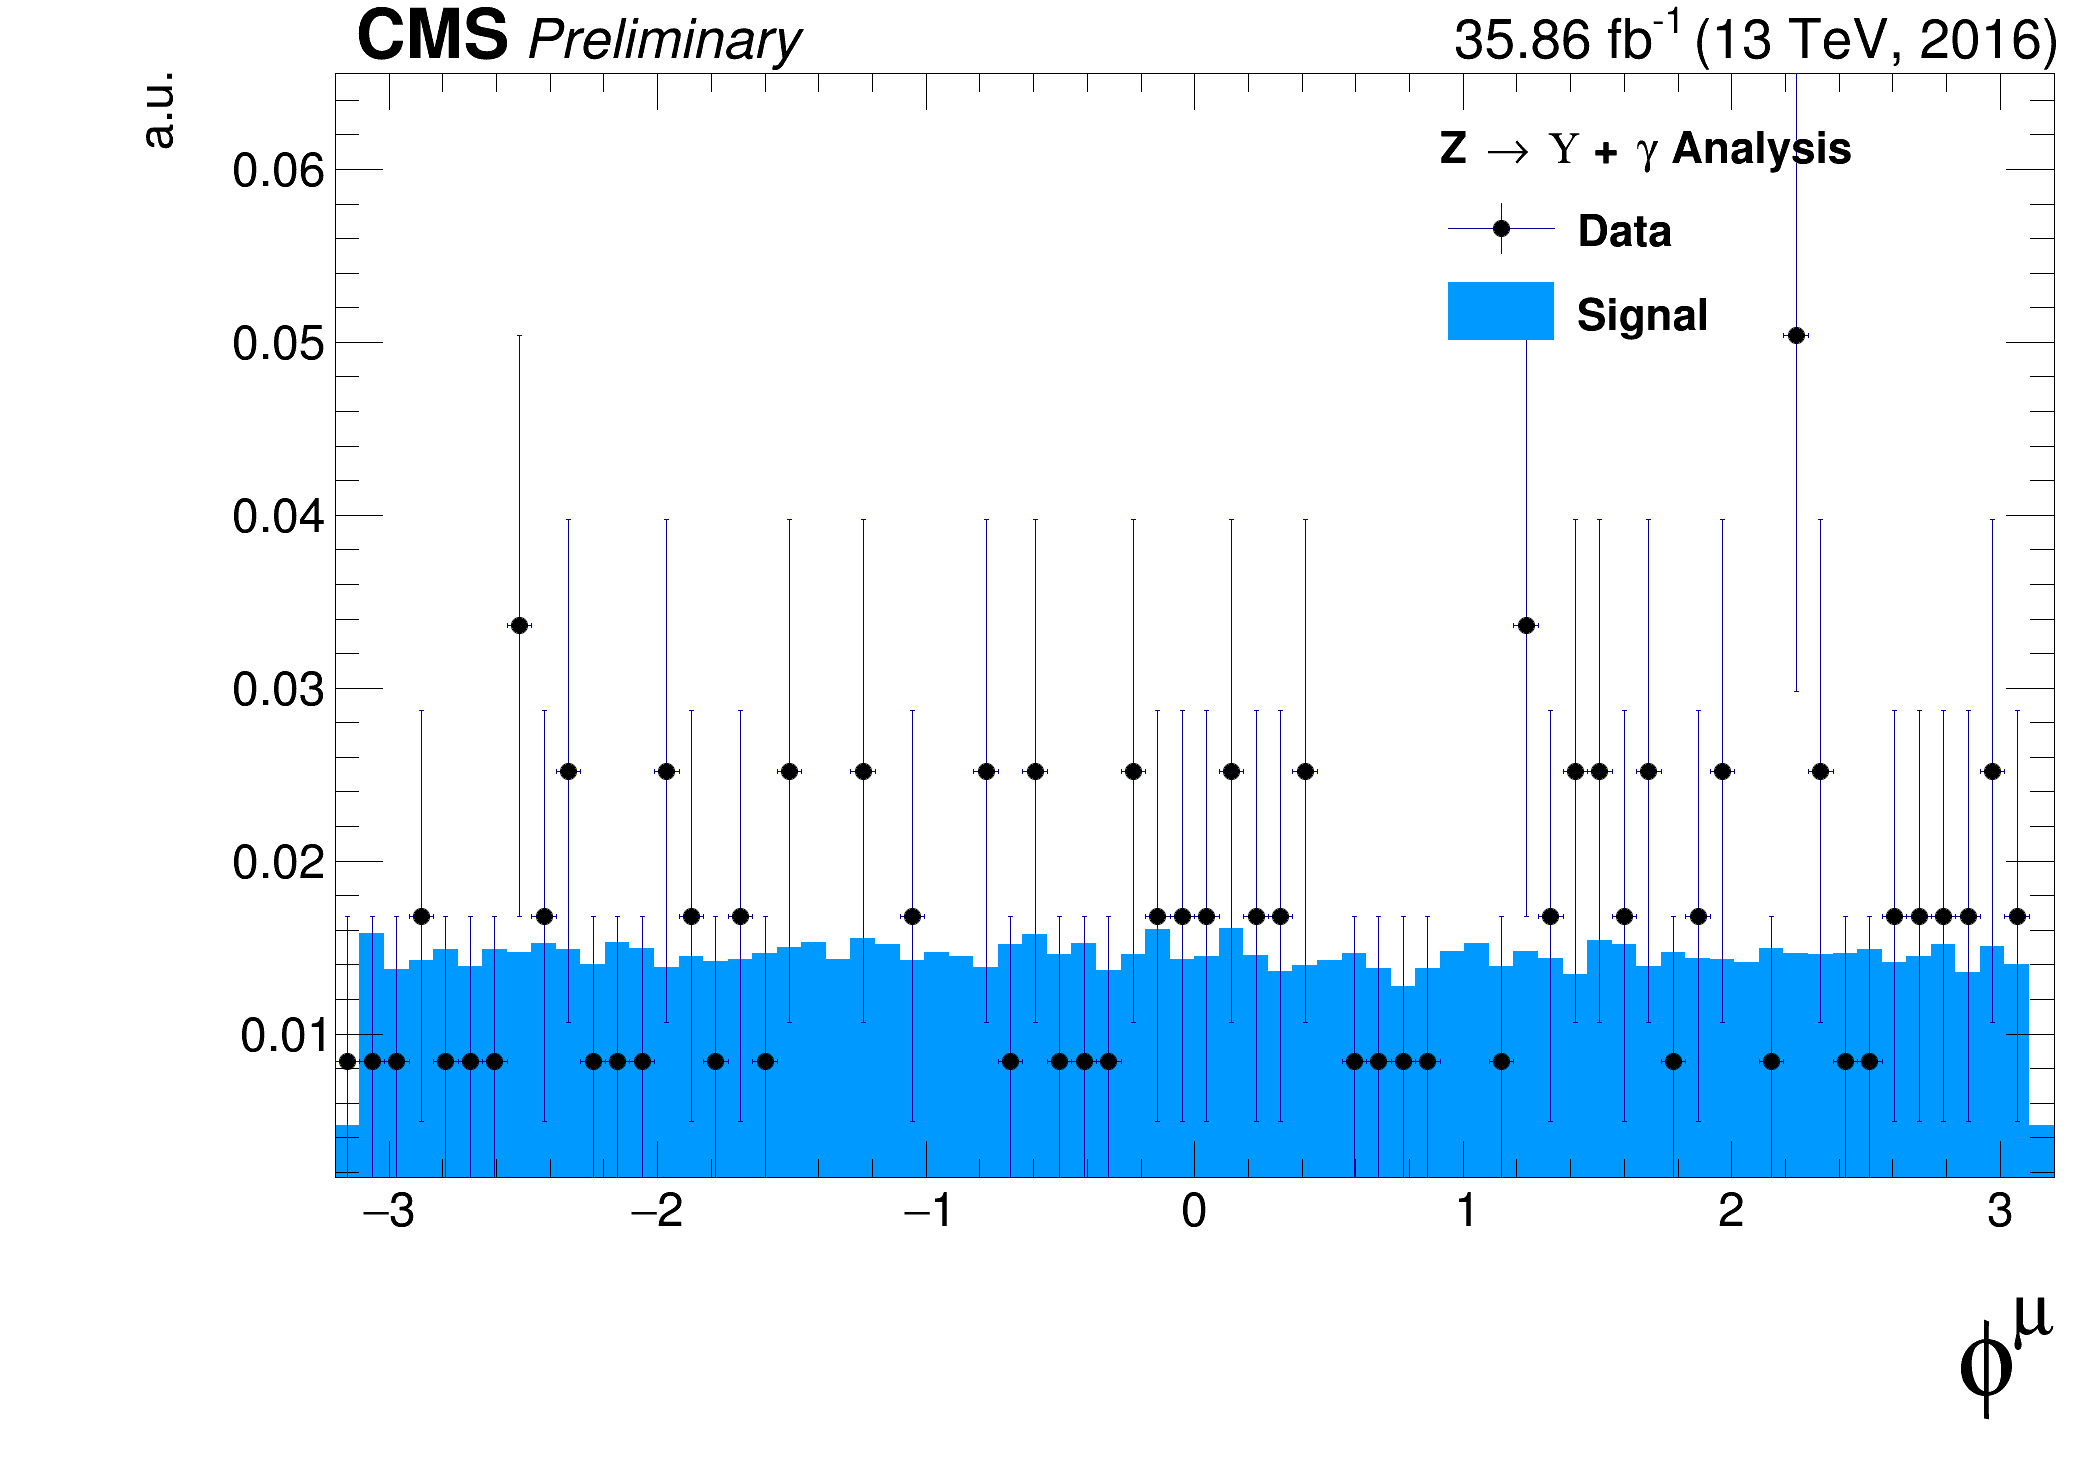 CMS Preliminary
35.86 fb⁻¹ (13 TeV, 2016)
a.u.
Z → Υ + γ Analysis
Data
Signal
0.06
0.05
0.04
0.03
0.02
0.01
−3 −2 −1 0 1 2 3
ϕ^μ